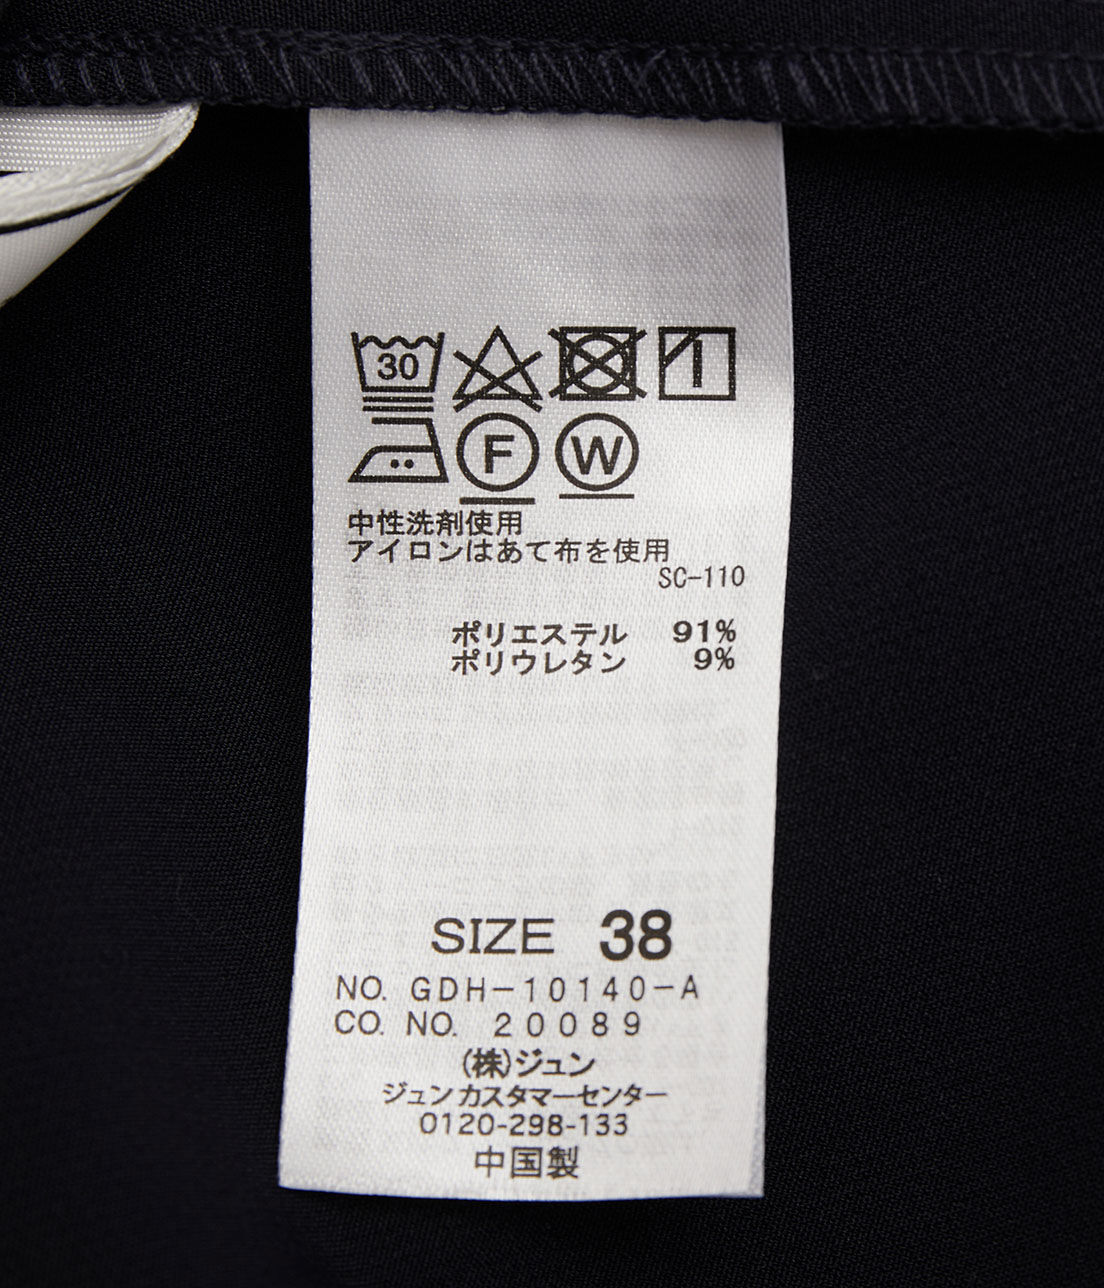 30
F W
中性洗剤使用
アイロンはあて布を使用
SC-110
ポリエステル 91%
ポリウレタン 9%
SIZE 38
NO. GDH-10140-A
CO. NO. 20089
(株)ジュン
ジュンカスタマーセンター
0120-298-133
中国製